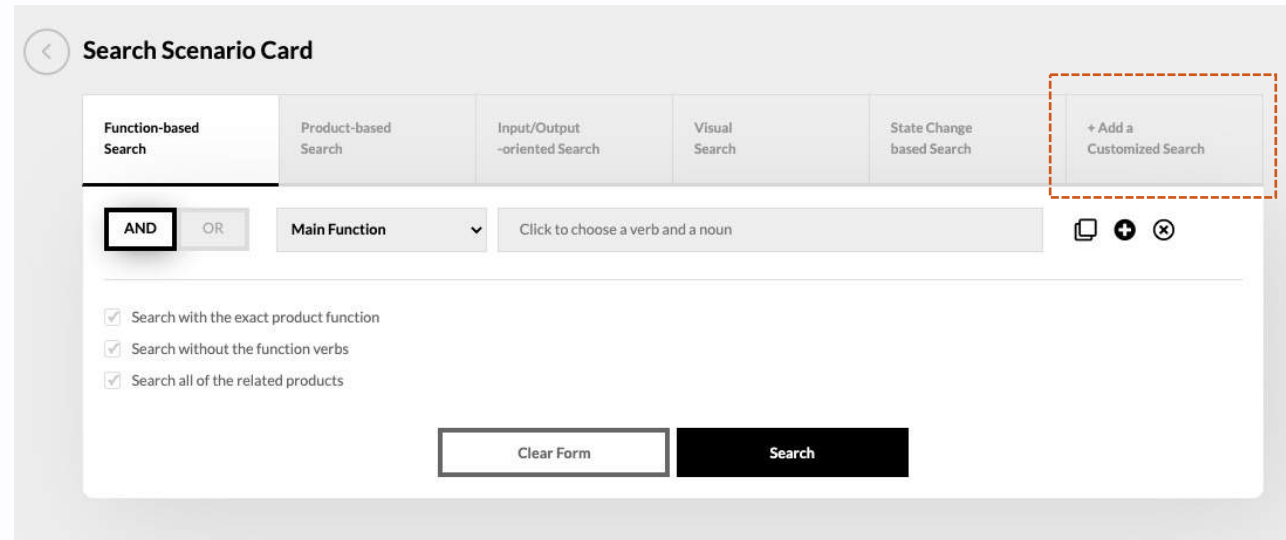 Search Scenario Card
Function-based
Search
Product-based
Search
Input/Output
-oriented Search
Visual
Search
State Change
based Search
+ Add a
Customized Search
AND
OR
Main Function
Click to choose a verb and a noun
Search with the exact product function
Search without the function verbs
Search all of the related products
Clear Form
Search